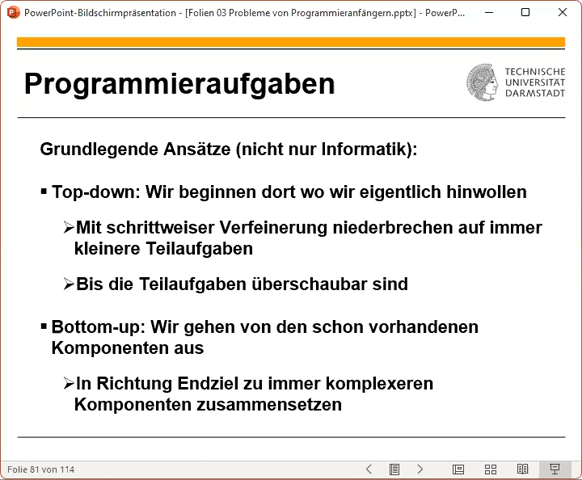 PowerPoint-Bildschirmpräsentation - [Folien 03 Probleme von Programmieranfängern.pptx] - PowerP...
Programmieraufgaben
TECHNISCHE
UNIVERSITÄT
DARMSTADT
Grundlegende Ansätze (nicht nur Informatik):
▪ Top-down: Wir beginnen dort wo wir eigentlich hinwollen
➢Mit schrittweiser Verfeinerung niederbrechen auf immer
kleinere Teilaufgaben
➢Bis die Teilaufgaben überschaubar sind
▪ Bottom-up: Wir gehen von den schon vorhandenen
Komponenten aus
➢In Richtung Endziel zu immer komplexeren
Komponenten zusammensetzen
Folie 81 von 114